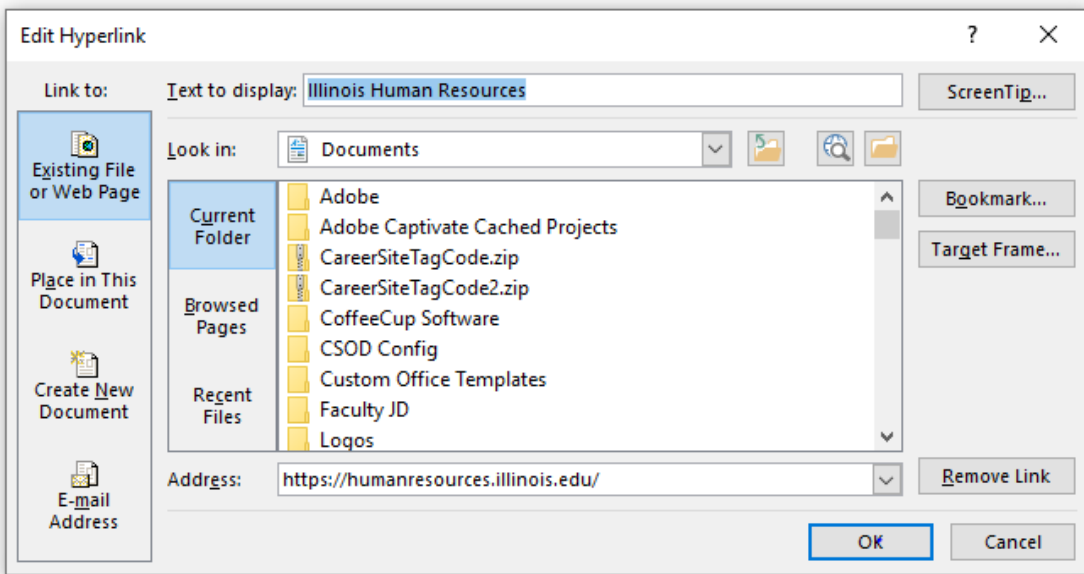 Edit Hyperlink
?
Link to:
Text to display: Illinois Human Resources
ScreenTip...
Existing File
or Web Page
Place in This
Document
Create New
Document
E-mail
Address
Look in: Documents
Current
Folder
Browsed
Pages
Recent
Files
Adobe
Adobe Captivate Cached Projects
CareerSiteTagCode.zip
CareerSiteTagCode2.zip
CoffeeCup Software
CSOD Config
Custom Office Templates
Faculty JD
Logos
Bookmark...
Target Frame...
Address: https://humanresources.illinois.edu/
Remove Link
OK
Cancel